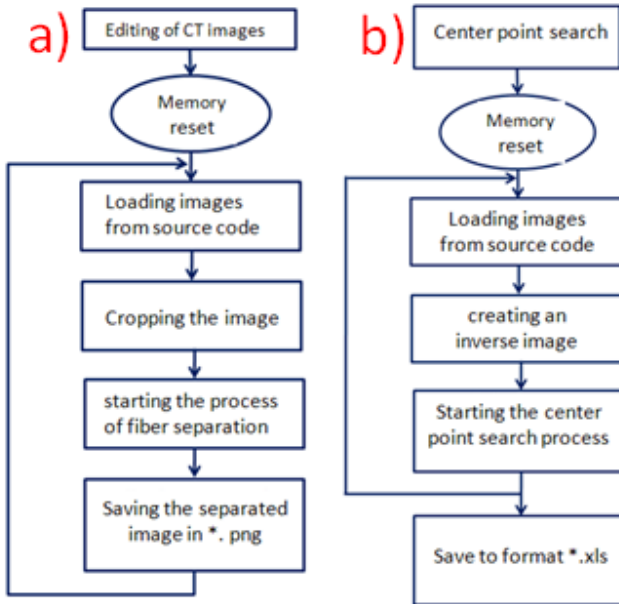 a)
Editing of CT images
Memory
reset
Loading images
from source code
Cropping the image
starting the process
of fiber separation
Saving the separated
image in *. png
b)
Center point search
Memory
reset
Loading images
from source code
creating an
inverse image
Starting the center
point search process
Save to format *.xls